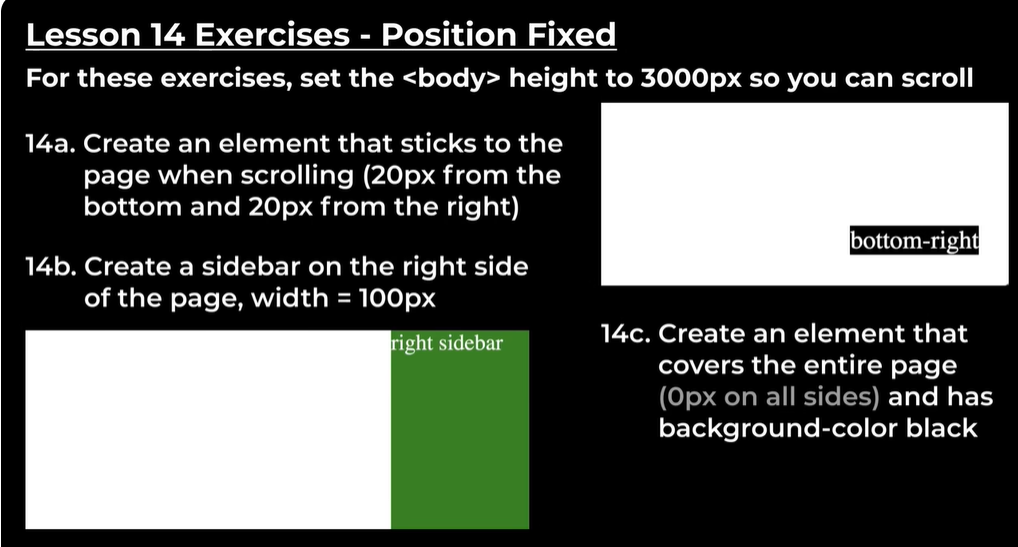 Lesson 14 Exercises - Position Fixed
For these exercises, set the <body> height to 3000px so you can scroll
14a. Create an element that sticks to the
page when scrolling (20px from the
bottom and 20px from the right)
bottom-right
14b. Create a sidebar on the right side
of the page, width = 100px
right sidebar
14c. Create an element that
covers the entire page
(0px on all sides) and has
background-color black